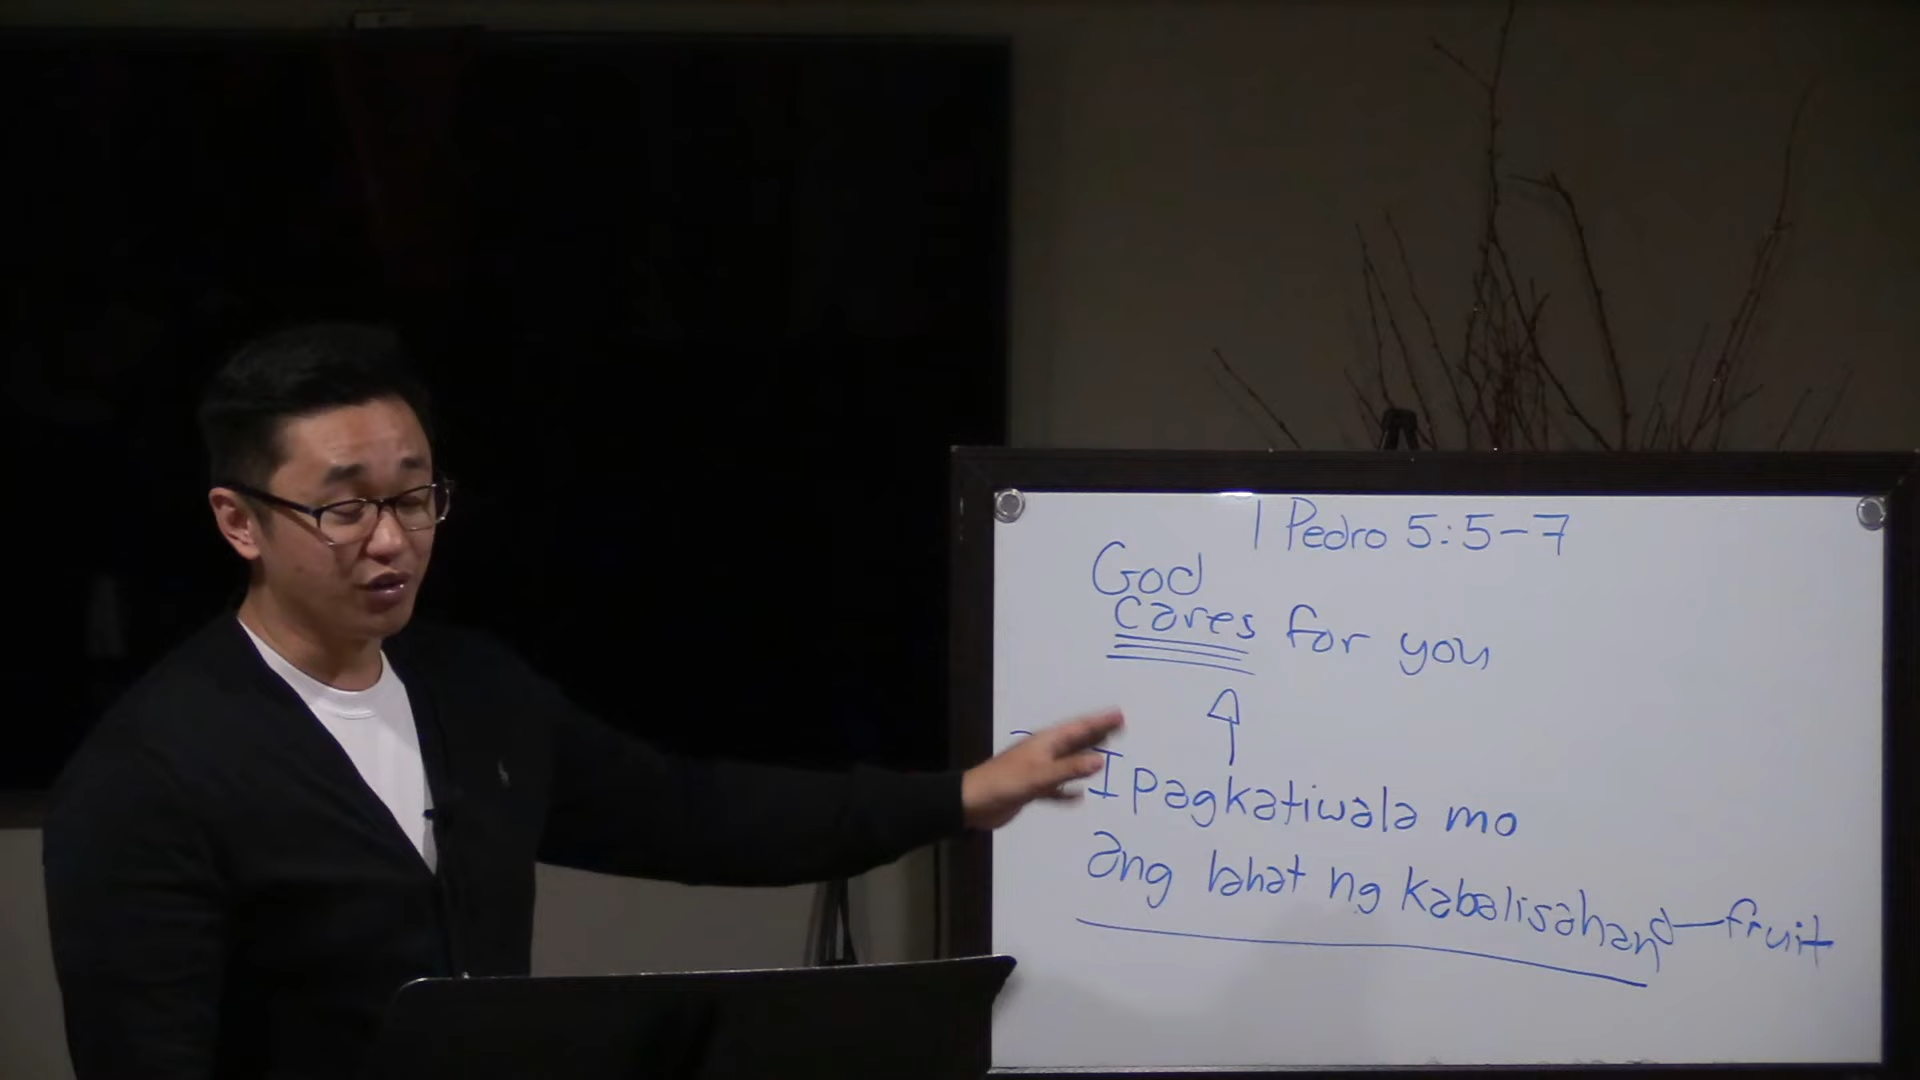 1 Pedro 5:5-7
God
cares for you
Ipagkatiwala mo
ang lahat ng kabalisahan
fruit